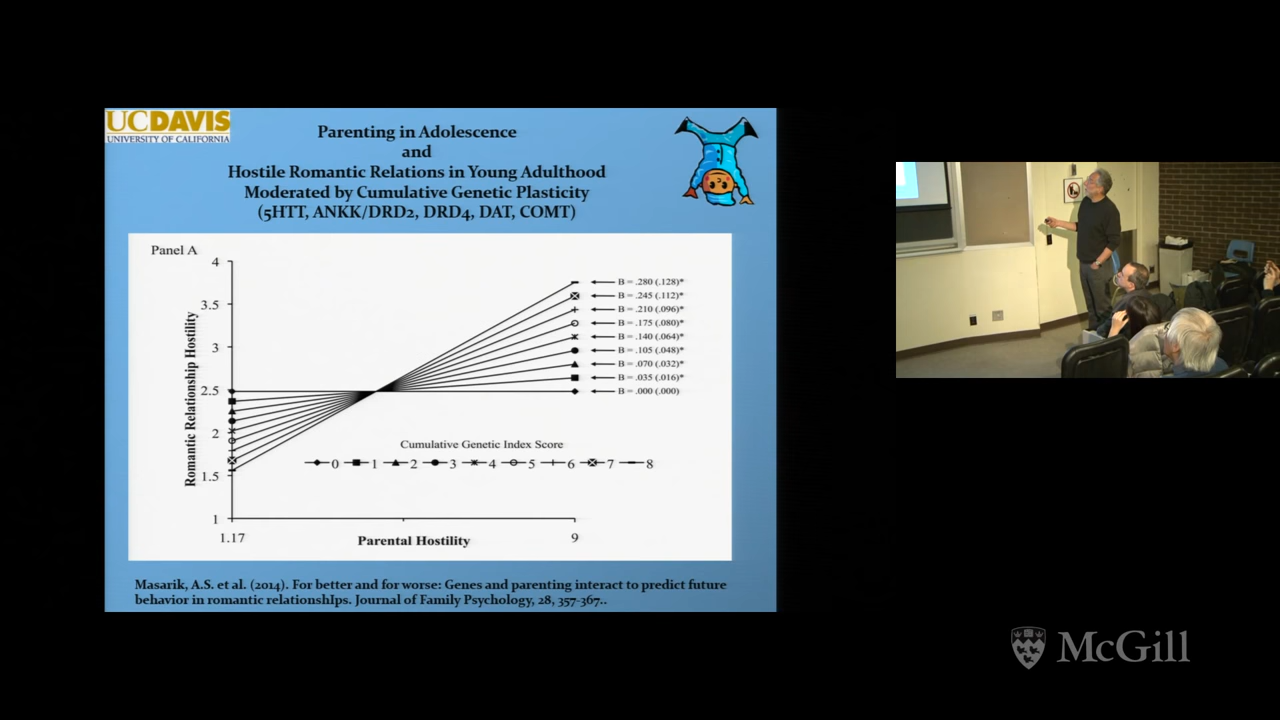 UCDAVIS
UNIVERSITY OF CALIFORNIA
Parenting in Adolescence
and
Hostile Romantic Relations in Young Adulthood
Moderated by Cumulative Genetic Plasticity
(5HTT, ANKK/DRD2, DRD4, DAT, COMT)
Panel A
4
3.5
3
2.5
2
1.5
1
Romantic Relationship Hostility
B = .280 (.128)*
B = .245 (.112)*
B = .210 (.096)*
B = .175 (.080)*
B = .140 (.064)*
B = .105 (.048)*
B = .070 (.032)*
B = .035 (.016)*
B = .000 (.000)
Cumulative Genetic Index Score
0 1 2 3 4 5 6 7 8
1.17 9
Parental Hostility
Masarik, A.S. et al. (2014). For better and for worse: Genes and parenting interact to predict future
behavior in romantic relationshIps. Journal of Family Psychology, 28, 357-367..
McGill